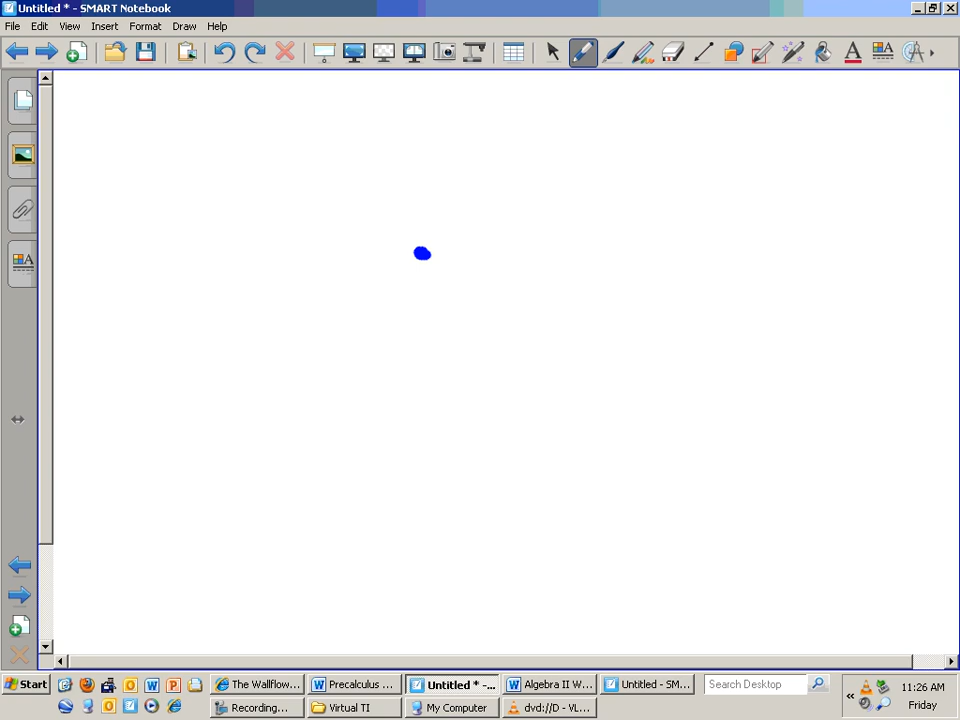 Untitled * - SMART Notebook
File Edit View Insert Format Draw Help
Start
The Wallflow...
Precalculus ...
Untitled * -...
Algebra II W...
Untitled - SM...
Search Desktop
11:26 AM
Recording...
Virtual TI
My Computer
dvd://D - VL...
Friday